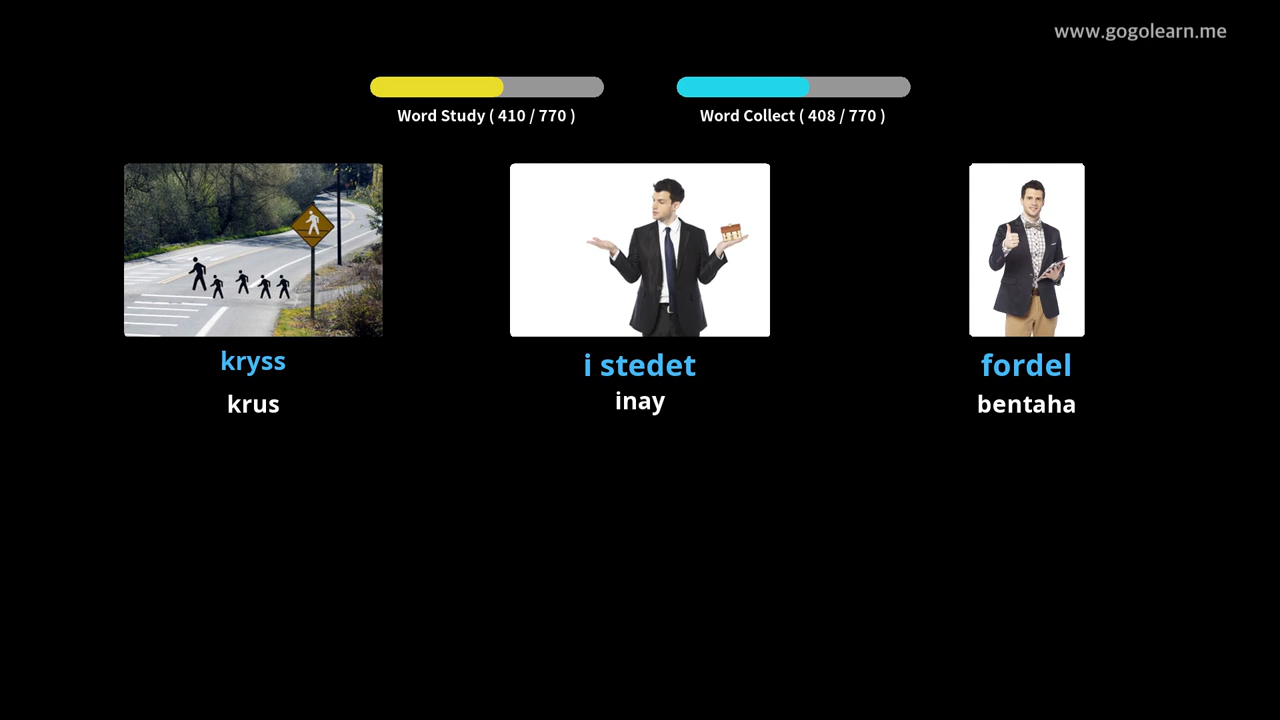 www.gogolearn.me
Word Study ( 410 / 770 )
Word Collect ( 408 / 770 )
kryss
krus
i stedet
inay
fordel
bentaha